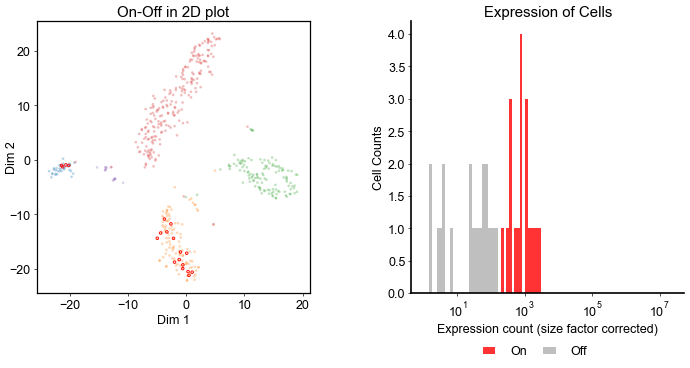 On-Off in 2D plot
Expression of Cells
Dim 2
20
10
0
−10
−20
−20
−10
0
10
20
Dim 1
Cell Counts
4.0
3.5
3.0
2.5
2.0
1.5
1.0
0.5
0.0
10^1
10^3
10^5
10^7
Expression count (size factor corrected)
On
Off